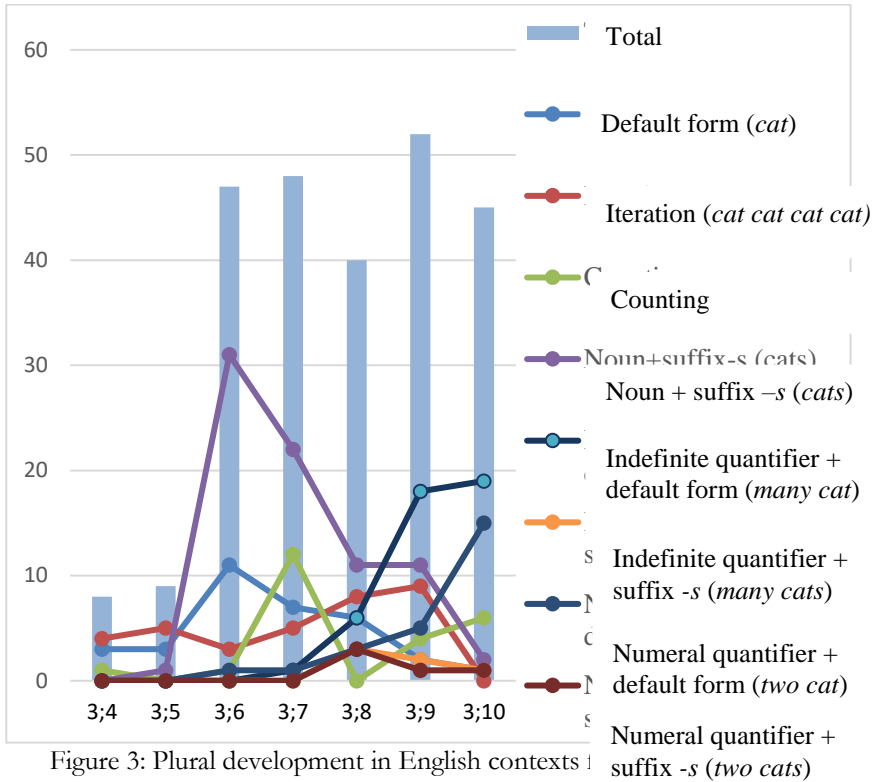 60
50
40
30
20
10
0
3;4 3;5 3;6 3;7 3;8 3;9 3;10
Total
Default form (cat)
Iteration (cat cat cat cat)
Counting
Noun+suffix-s (cats)
Noun + suffix –s (cats)
Indefinite quantifier +
default form (many cat)
Indefinite quantifier +
suffix -s (many cats)
Numeral quantifier +
default form (two cat)
Numeral quantifier +
suffix -s (two cats)
Figure 3: Plural development in English contexts